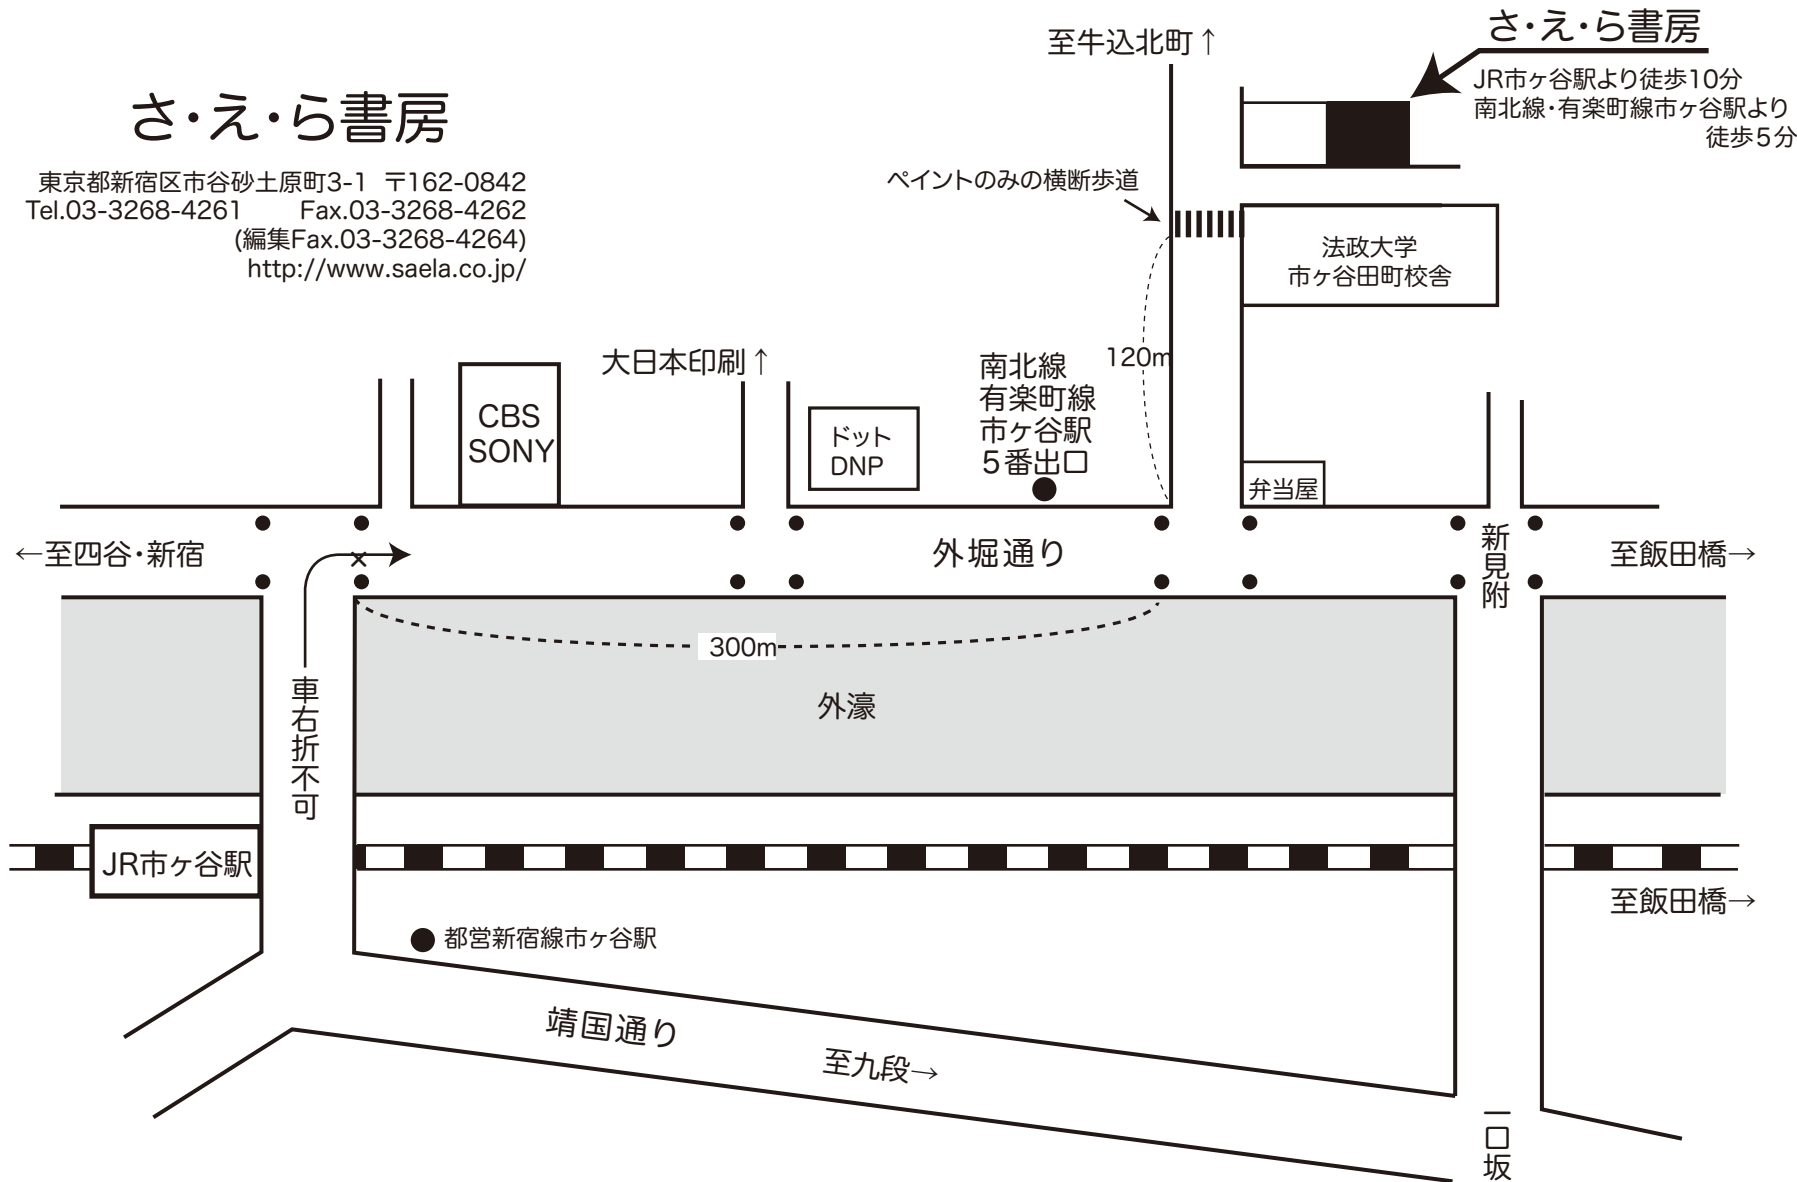 さ・え・ら書房
東京都新宿区市谷砂土原町3-1 〒162-0842
Tel.03-3268-4261 Fax.03-3268-4262
(編集Fax.03-3268-4264)
http://www.saela.co.jp/
至牛込北町↑
さ・え・ら書房
JR市ヶ谷駅より徒歩10分
南北線・有楽町線市ヶ谷駅より
徒歩5分
ペイントのみの横断歩道
法政大学
市ヶ谷田町校舎
大日本印刷↑
120m
CBS
SONY
ドット
DNP
南北線
有楽町線
市ヶ谷駅
5番出口
弁当屋
←至四谷・新宿
外堀通り
新見附
至飯田橋→
300m
車右折不可
外濠
JR市ヶ谷駅
至飯田橋→
都営新宿線市ヶ谷駅
靖国通り
至九段→
一口坂